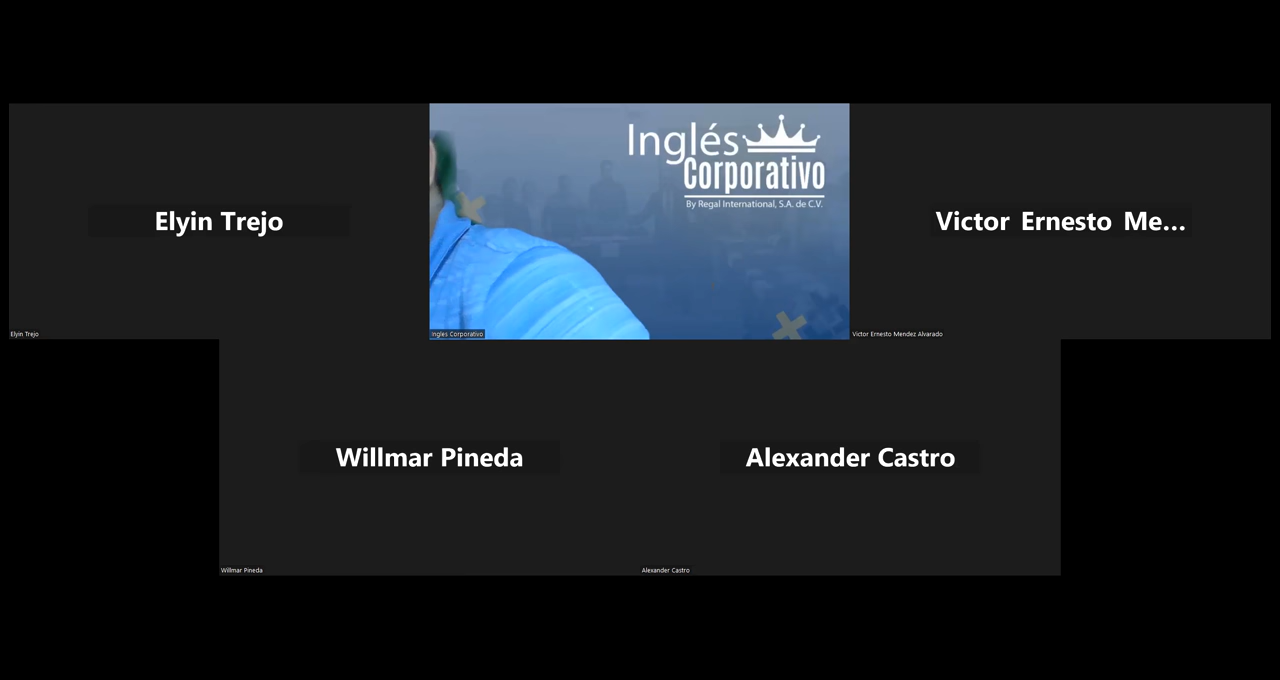 Elyin Trejo
Elyin Trejo
Inglés
Corporativo
By Regal International, S.A. de C.V.
Ingles Corporativo
Victor Ernesto Me...
Victor Ernesto Mendez Alvarado
Willmar Pineda
Willmar Pineda
Alexander Castro
Alexander Castro